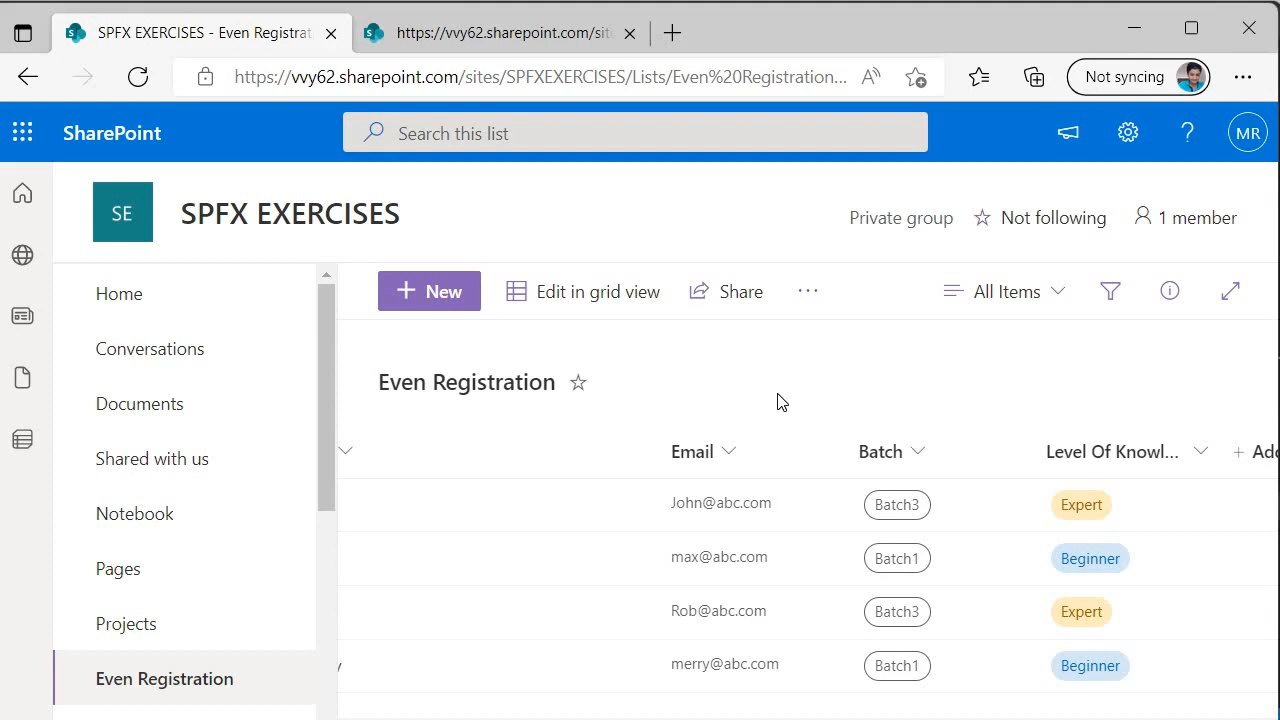 SPFX EXERCISES - Even Registrat
https://vvy62.sharepoint.com/sit
https://vvy62.sharepoint.com/sites/SPFXEXERCISES/Lists/Even%20Registration...
Not syncing
SharePoint
Search this list
MR
SE
SPFX EXERCISES
Private group
Not following
1 member
Home
Conversations
Documents
Shared with us
Notebook
Pages
Projects
Even Registration
+ New
Edit in grid view
Share
...
All Items
Even Registration
Email
Batch
Level Of Knowl...
+ Add
John@abc.com Batch3 Expert
max@abc.com Batch1 Beginner
Rob@abc.com Batch3 Expert
merry@abc.com Batch1 Beginner